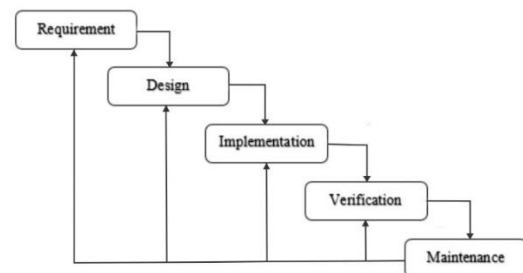 Requirement
Design
Implementation
Verification
Maintenance